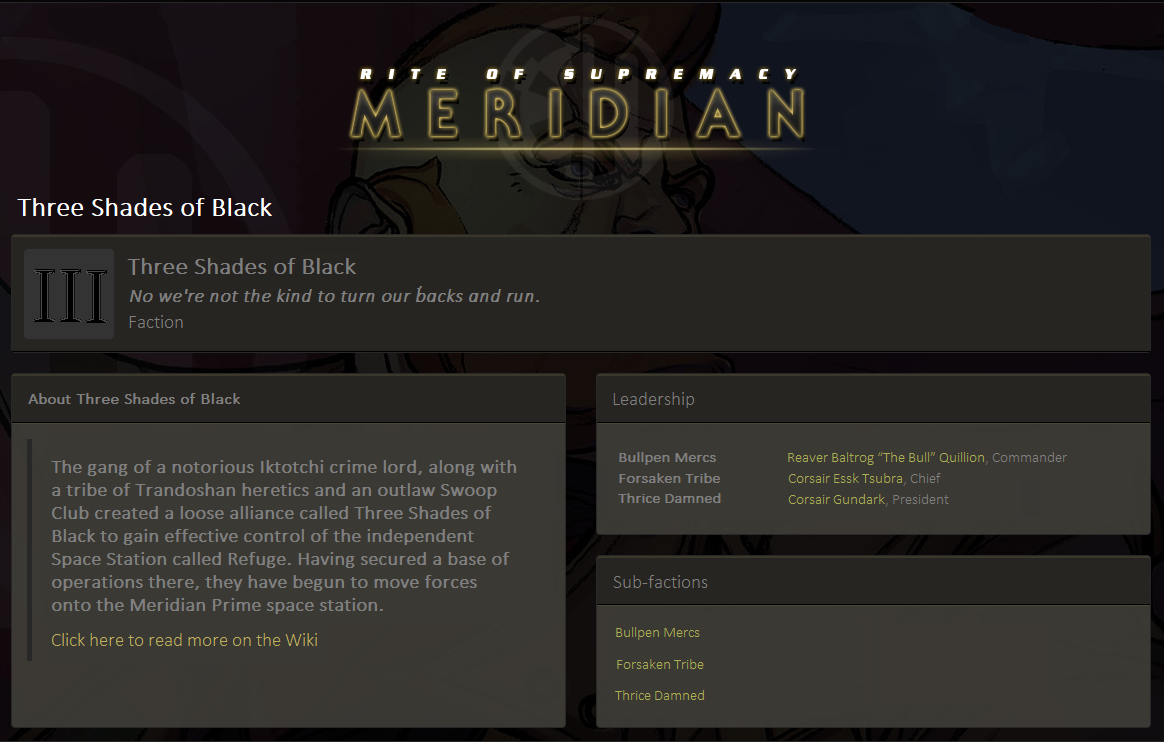 RITE OF SUPREMACY
MERIDIAN
Three Shades of Black
III
Three Shades of Black
No we're not the kind to turn our backs and run.
Faction
About Three Shades of Black
The gang of a notorious Iktotchi crime lord, along with
a tribe of Trandoshan heretics and an outlaw Swoop
Club created a loose alliance called Three Shades of
Black to gain effective control of the independent
Space Station called Refuge. Having secured a base of
operations there, they have begun to move forces
onto the Meridian Prime space station.
Click here to read more on the Wiki
Leadership
Bullpen Mercs Reaver Baltrog “The Bull” Quillion, Commander
Forsaken Tribe Corsair Essk Tsubra, Chief
Thrice Damned Corsair Gundark, President
Sub-factions
Bullpen Mercs
Forsaken Tribe
Thrice Damned